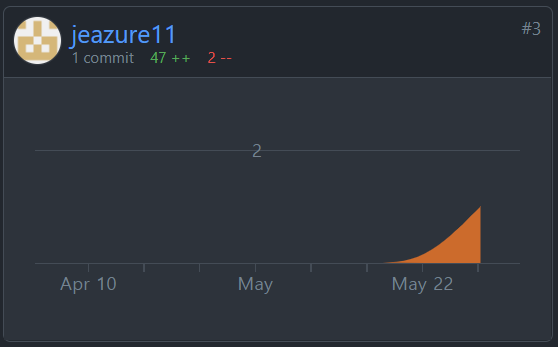 jeazure11
#3
1 commit 47 ++ 2 --
2
Apr 10 May May 22